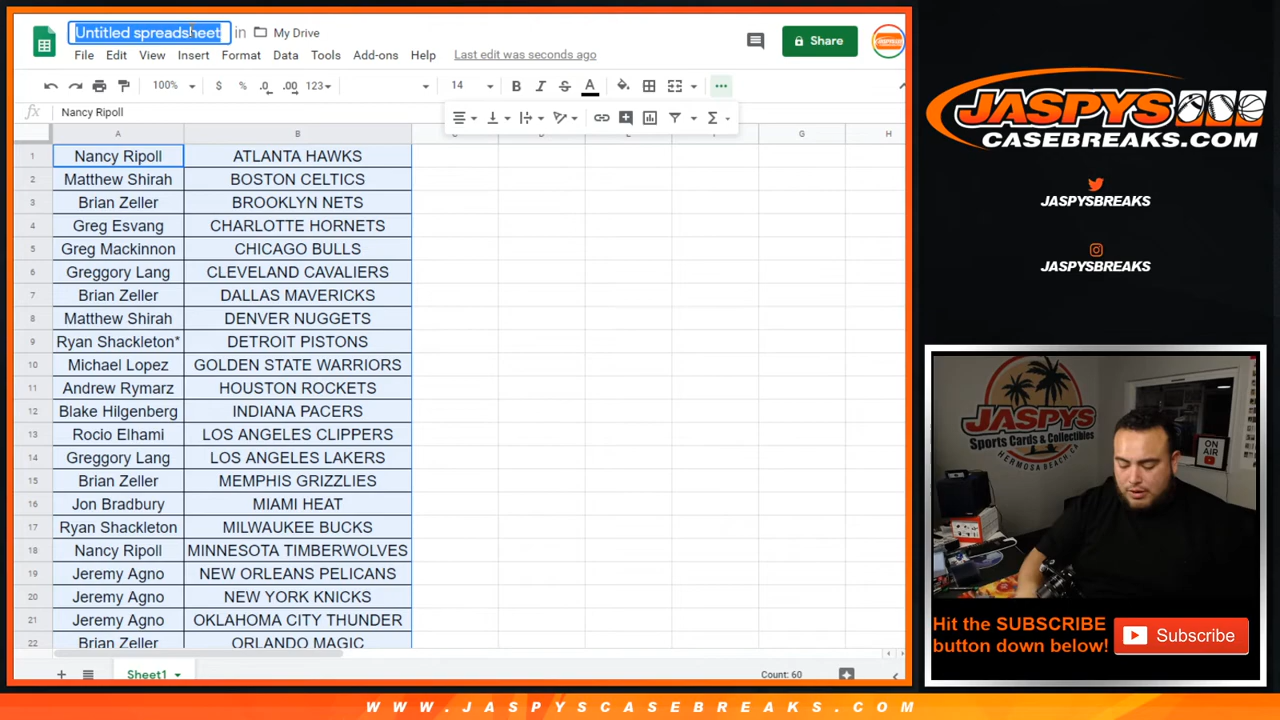 Untitled spreadsheet in My Drive
File Edit View Insert Format Data Tools Add-ons Help Last edit was seconds ago
Share
100% $ % .0 .00 123 14 B I S A
fx Nancy Ripoll
A B C D E F G H
1 Nancy Ripoll ATLANTA HAWKS
2 Matthew Shirah BOSTON CELTICS
3 Brian Zeller BROOKLYN NETS
4 Greg Esvang CHARLOTTE HORNETS
5 Greg Mackinnon CHICAGO BULLS
6 Greggory Lang CLEVELAND CAVALIERS
7 Brian Zeller DALLAS MAVERICKS
8 Matthew Shirah DENVER NUGGETS
9 Ryan Shackleton* DETROIT PISTONS
10 Michael Lopez GOLDEN STATE WARRIORS
11 Andrew Rymarz HOUSTON ROCKETS
12 Blake Hilgenberg INDIANA PACERS
13 Rocio Elhami LOS ANGELES CLIPPERS
14 Greggory Lang LOS ANGELES LAKERS
15 Brian Zeller MEMPHIS GRIZZLIES
16 Jon Bradbury MIAMI HEAT
17 Ryan Shackleton MILWAUKEE BUCKS
18 Nancy Ripoll MINNESOTA TIMBERWOLVES
19 Jeremy Agno NEW ORLEANS PELICANS
20 Jeremy Agno NEW YORK KNICKS
21 Jeremy Agno OKLAHOMA CITY THUNDER
22 Brian Zeller ORLANDO MAGIC
Sheet1 Count: 60
JASPYS
CASEBREAKS.COM
JASPYSBREAKS
JASPYSBREAKS
JASPYS
Sports Cards & Collectibles
HERMOSA BEACH, CA
ON
AIR
Hit the SUBSCRIBE
button down below!
Subscribe
WWW.JASPYSCASEBREAKS.COM